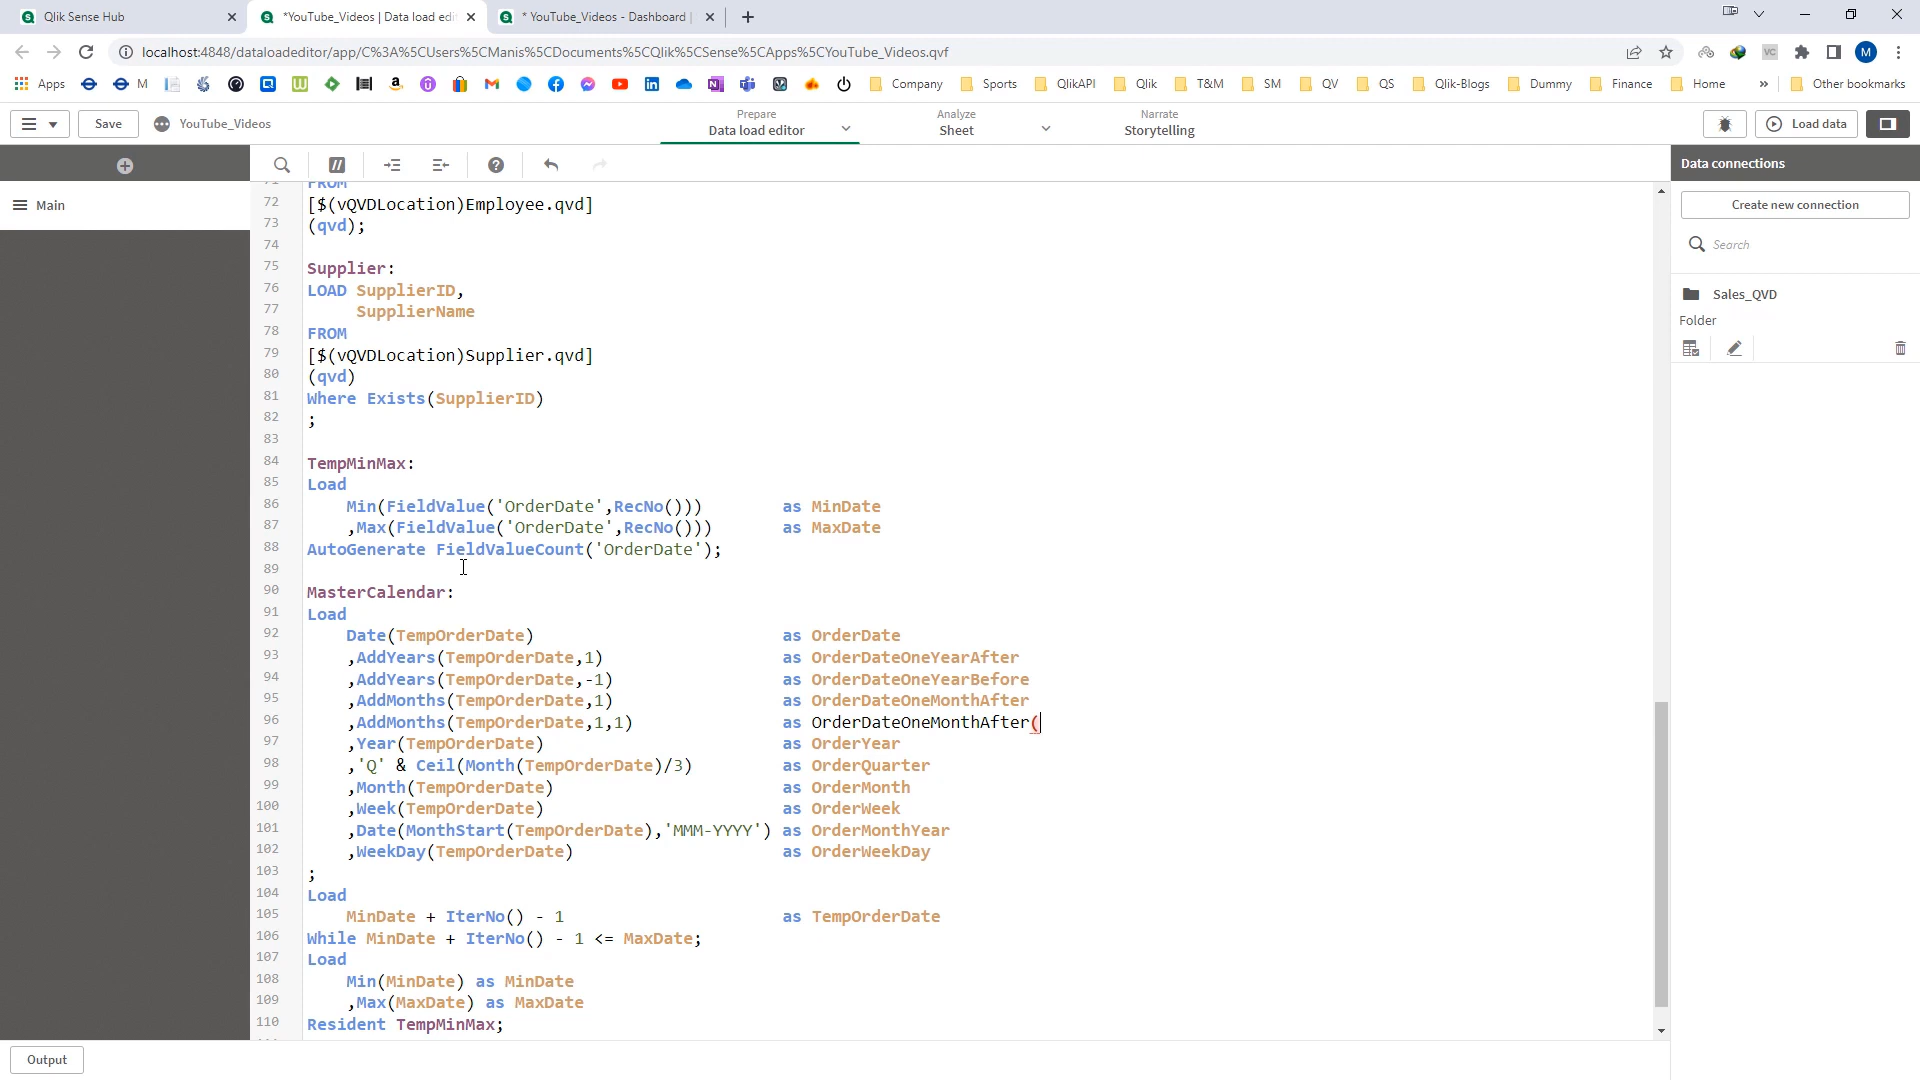 Qlik Sense Hub
*YouTube_Videos | Data load edi
* YouTube_Videos - Dashboard |
localhost:4848/dataloadeditor/app/C%3A%5CUsers%5CManis%5CDocuments%5CQlik%5CSense%5CApps%5CYouTube_Videos.qvf
VC
M
Apps
M
Company
Sports
QlikAPI
Qlik
T&M
SM
QV
QS
Qlik-Blogs
Dummy
Finance
Home
»
Other bookmarks
Save
YouTube_Videos
Prepare
Data load editor
Analyze
Sheet
Narrate
Storytelling
Load data
Main
Data connections
Create new connection
Search
Sales_QVD
Folder
71 FROM
72 [$(vQVDLocation)Employee.qvd]
73 (qvd);
74
75 Supplier:
76 LOAD SupplierID,
77 SupplierName
78 FROM
79 [$(vQVDLocation)Supplier.qvd]
80 (qvd)
81 Where Exists(SupplierID)
82 ;
83
84 TempMinMax:
85 Load
86 Min(FieldValue('OrderDate',RecNo())) as MinDate
87 ,Max(FieldValue('OrderDate',RecNo())) as MaxDate
88 AutoGenerate FieldValueCount('OrderDate');
89
90 MasterCalendar:
91 Load
92 Date(TempOrderDate) as OrderDate
93 ,AddYears(TempOrderDate,1) as OrderDateOneYearAfter
94 ,AddYears(TempOrderDate,-1) as OrderDateOneYearBefore
95 ,AddMonths(TempOrderDate,1) as OrderDateOneMonthAfter
96 ,AddMonths(TempOrderDate,1,1) as OrderDateOneMonthAfter(
97 ,Year(TempOrderDate) as OrderYear
98 ,'Q' & Ceil(Month(TempOrderDate)/3) as OrderQuarter
99 ,Month(TempOrderDate) as OrderMonth
100 ,Week(TempOrderDate) as OrderWeek
101 ,Date(MonthStart(TempOrderDate),'MMM-YYYY') as OrderMonthYear
102 ,WeekDay(TempOrderDate) as OrderWeekDay
103 ;
104 Load
105 MinDate + IterNo() - 1 as TempOrderDate
106 While MinDate + IterNo() - 1 <= MaxDate;
107 Load
108 Min(MinDate) as MinDate
109 ,Max(MaxDate) as MaxDate
110 Resident TempMinMax;
Output